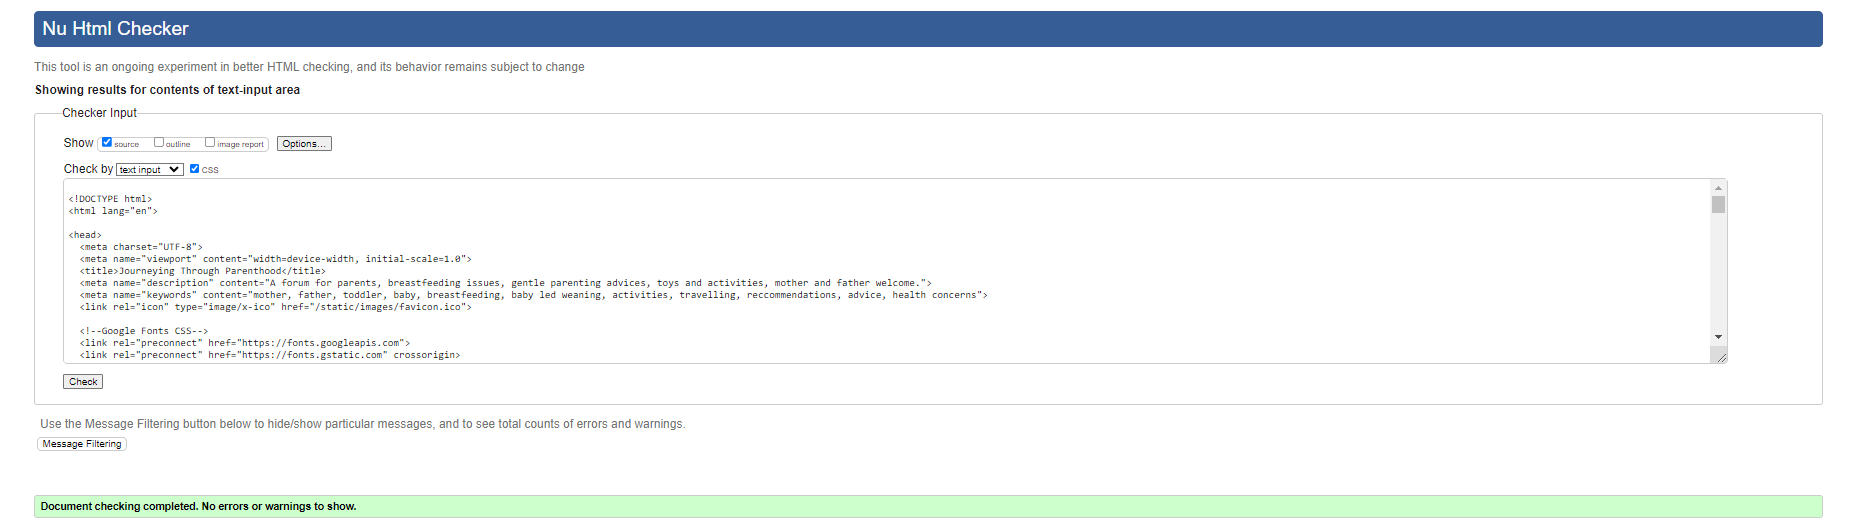 Nu Html Checker
This tool is an ongoing experiment in better HTML checking, and its behavior remains subject to change
Showing results for contents of text-input area
Checker Input
Show source outline image report Options...
Check by text input css
<!DOCTYPE html>
<html lang="en">
<head>
<meta charset="UTF-8">
<meta name="viewport" content="width=device-width, initial-scale=1.0">
<title>Journeying Through Parenthood</title>
<meta name="description" content="A forum for parents, breastfeeding issues, gentle parenting advices, toys and activities, mother and father welcome.">
<meta name="keywords" content="mother, father, toddler, baby, breastfeeding, baby led weaning, activities, travelling, reccommendations, advice, health concerns">
<link rel="icon" type="image/x-ico" href="/static/images/favicon.ico">
<!--Google Fonts CSS-->
<link rel="preconnect" href="https://fonts.googleapis.com">
<link rel="preconnect" href="https://fonts.gstatic.com" crossorigin>
Check
Use the Message Filtering button below to hide/show particular messages, and to see total counts of errors and warnings.
Message Filtering
Document checking completed. No errors or warnings to show.